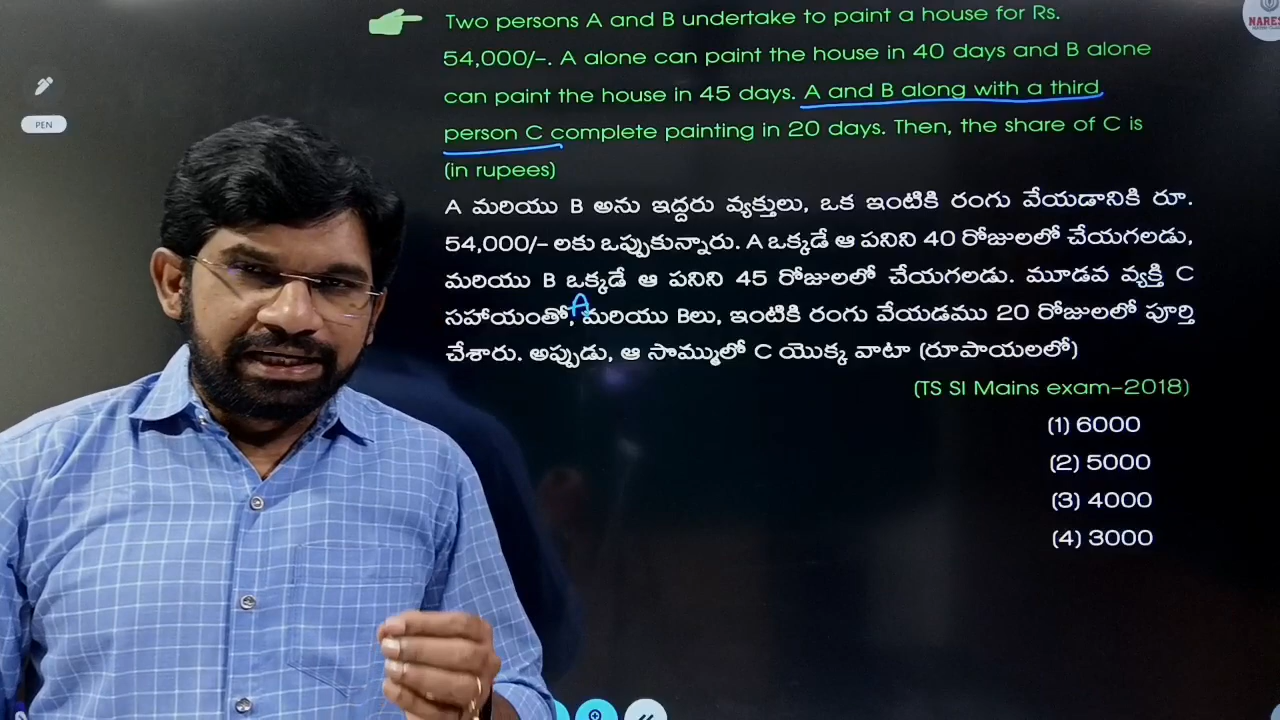 Two persons A and B undertake to paint a house for Rs.
54,000/-. A alone can paint the house in 40 days and B alone
can paint the house in 45 days. A and B along with a third
person C complete painting in 20 days. Then, the share of C is
(in rupees)
A మరియు B అను ఇద్దరు వ్యక్తులు, ఒక ఇంటికి రంగు వేయడానికి రూ.
54,000/- లకు ఒప్పుకున్నారు. A ఒక్కడే ఆ పనిని 40 రోజులలో చేయగలడు,
మరియు B ఒక్కడే ఆ పనిని 45 రోజులలో చేయగలడు. మూడవ వ్యక్తి C
సహాయంతో, A మరియు Bలు, ఇంటికి రంగు వేయడము 20 రోజులలో పూర్తి
చేశారు. అప్పుడు, ఆ సొమ్ములో C యొక్క వాటా (రూపాయలలో)
(TS SI Mains exam-2018)
(1) 6000
(2) 5000
(3) 4000
(4) 3000
PEN